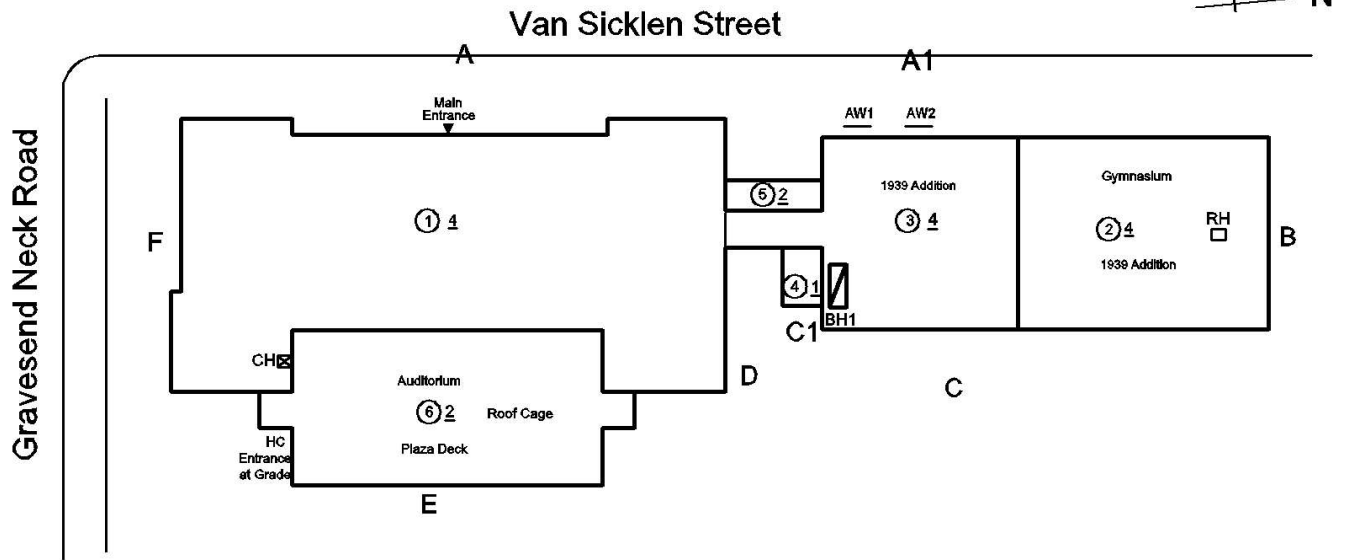 N
Van Sicklen Street
A
A1
Main
Entrance
AW1
AW2
Gravesend Neck Road
F
1 4
5 2
1939 Addition
3 4
Gymnasium
2 4
RH
1939 Addition
B
4 1
BH1
C1
CH
D
C
Auditorium
6 2
Roof Cage
Plaza Deck
HC
Entrance
at Grade
E